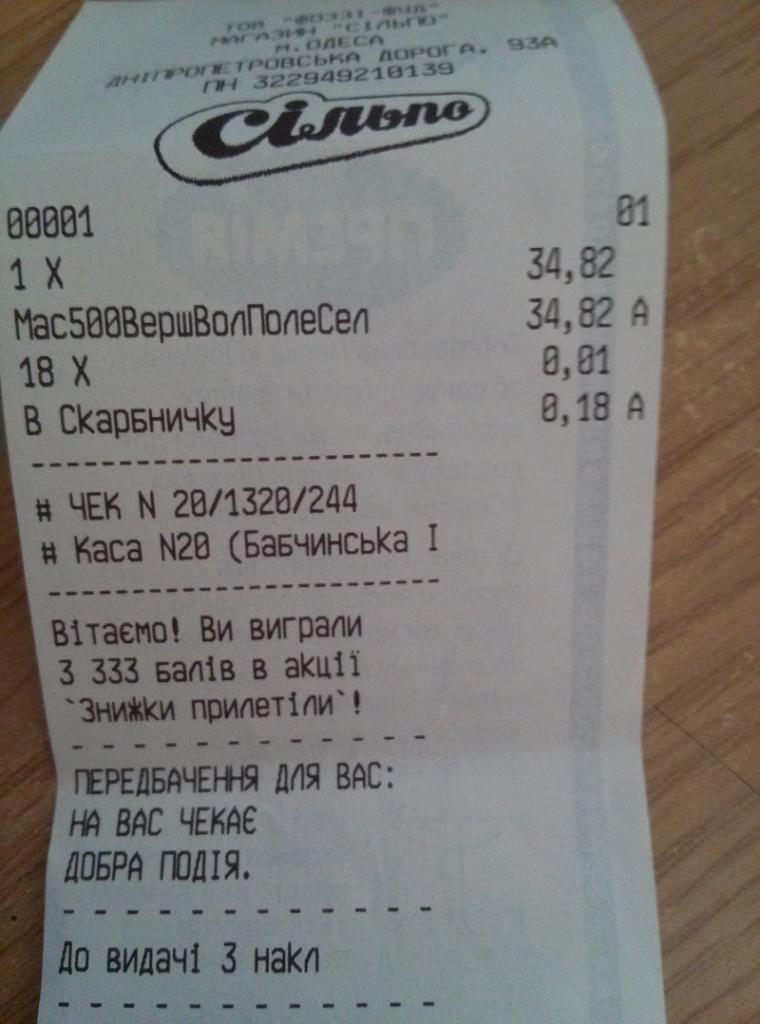 ТОВ "ФОЗЗІ-ФУД"
МАГАЗИН "СІЛЬПО"
М.ОДЕСА
ДНІПРОПЕТРОВСЬКА ДОРОГА, 93А
ПН 322949210139
Сільпо
00001 01
1 X 34,82
Мас500ВершВолПолеСел 34,82 А
18 X 0,01
В Скарбничку 0,18 А
------------------------
# ЧЕК N 20/1320/244
# Каса N20 (Бабчинська І
------------------------
Вітаємо! Ви виграли
3 333 балів в акції
`Знижки прилетіли`!
- - - - - - - - - - - -
ПЕРЕДБАЧЕННЯ ДЛЯ ВАС:
НА ВАС ЧЕКАЄ
ДОБРА ПОДІЯ.
- - - - - - - - - - - -
До видачі 3 накл
- - - - - - - - - - - -